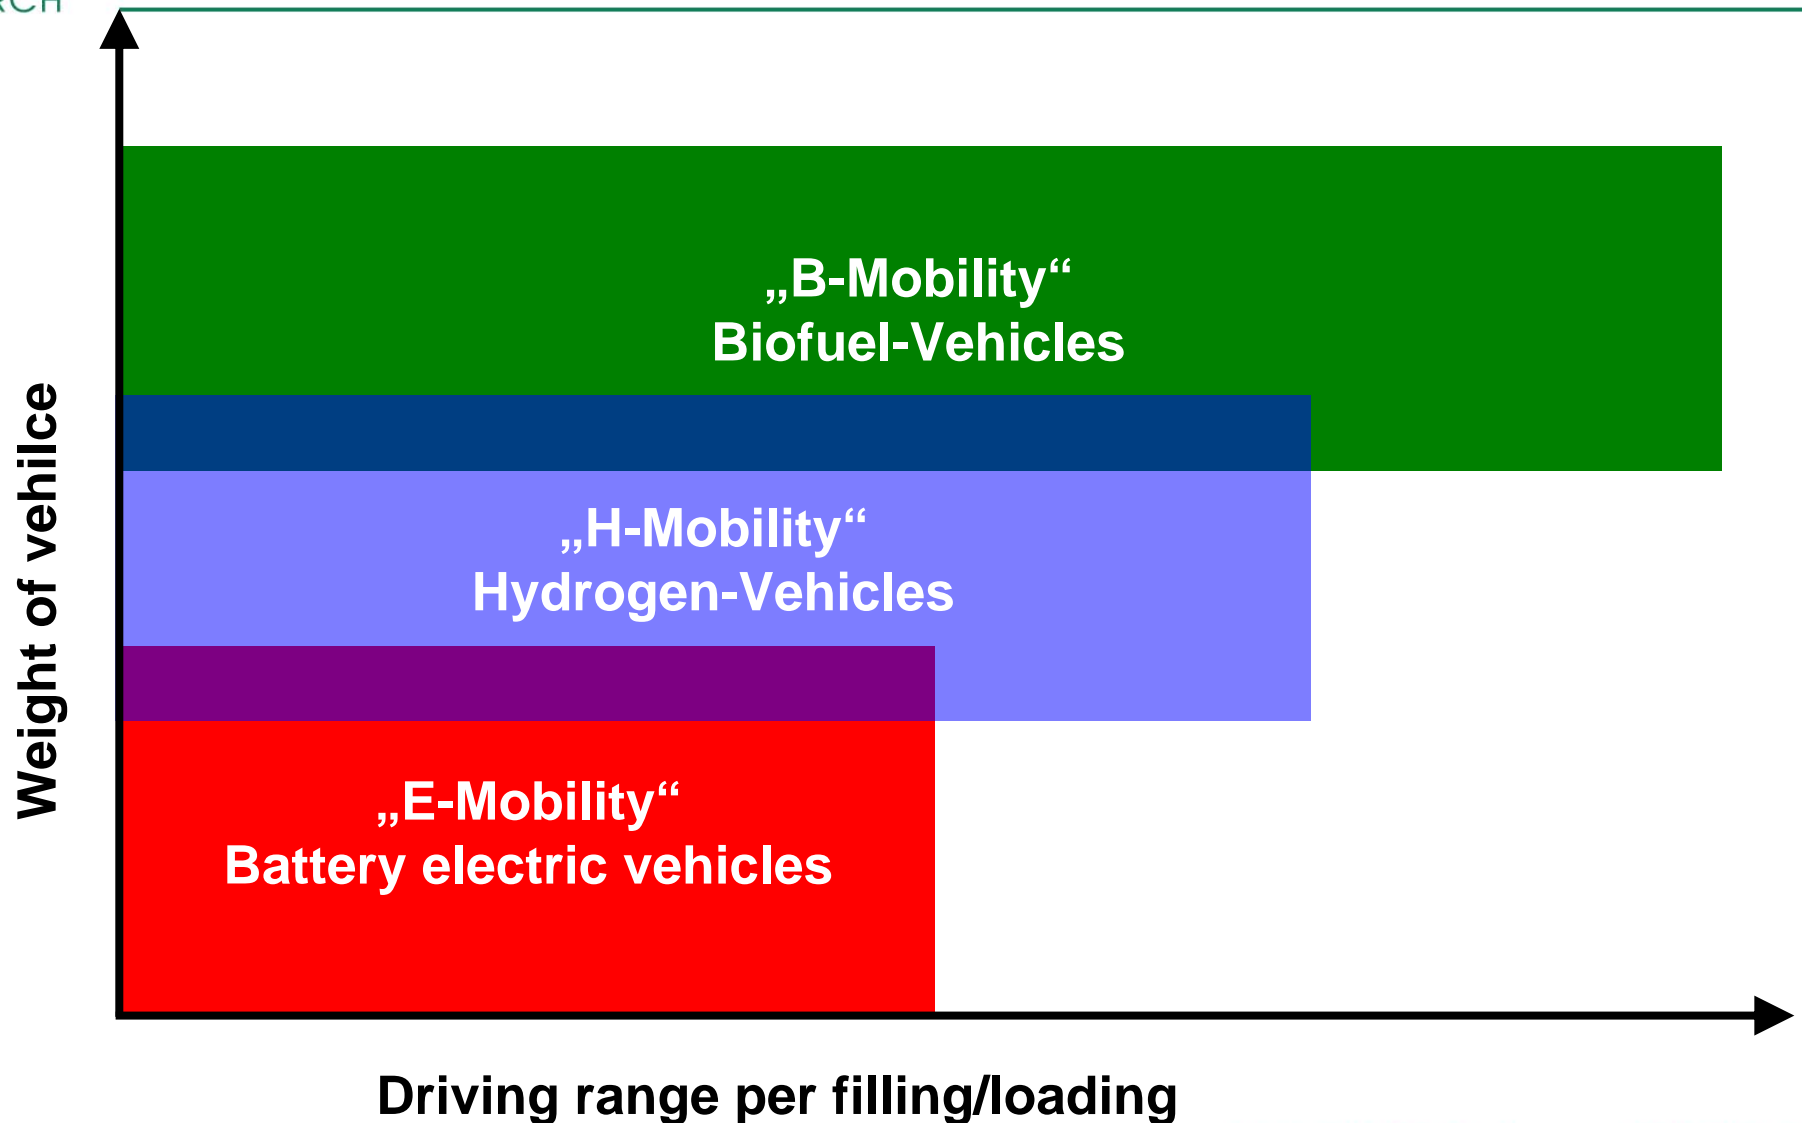 „B-Mobility“
Biofuel-Vehicles
„H-Mobility“
Hydrogen-Vehicles
„E-Mobility“
Battery electric vehicles
Weight of vehilce
Driving range per filling/loading